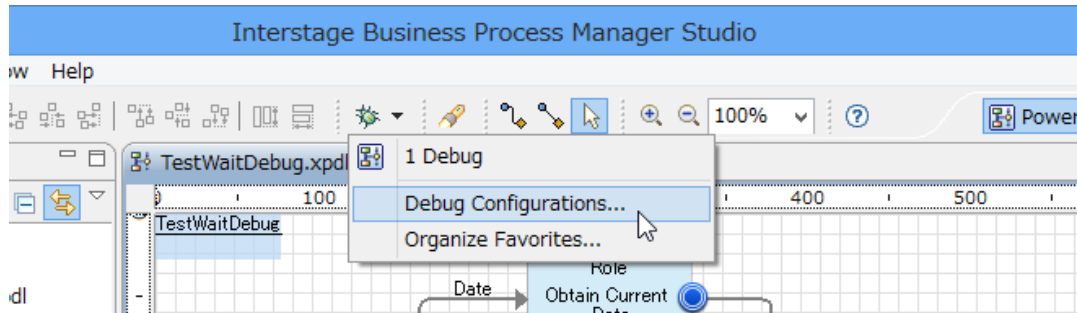 Interstage Business Process Manager Studio
ow Help
100%
Power
TestWaitDebug.xpdl
1 Debug
0 100 400 500
Debug Configurations...
TestWaitDebug
Organize Favorites...
Role
Date
Obtain Current
Date
dl